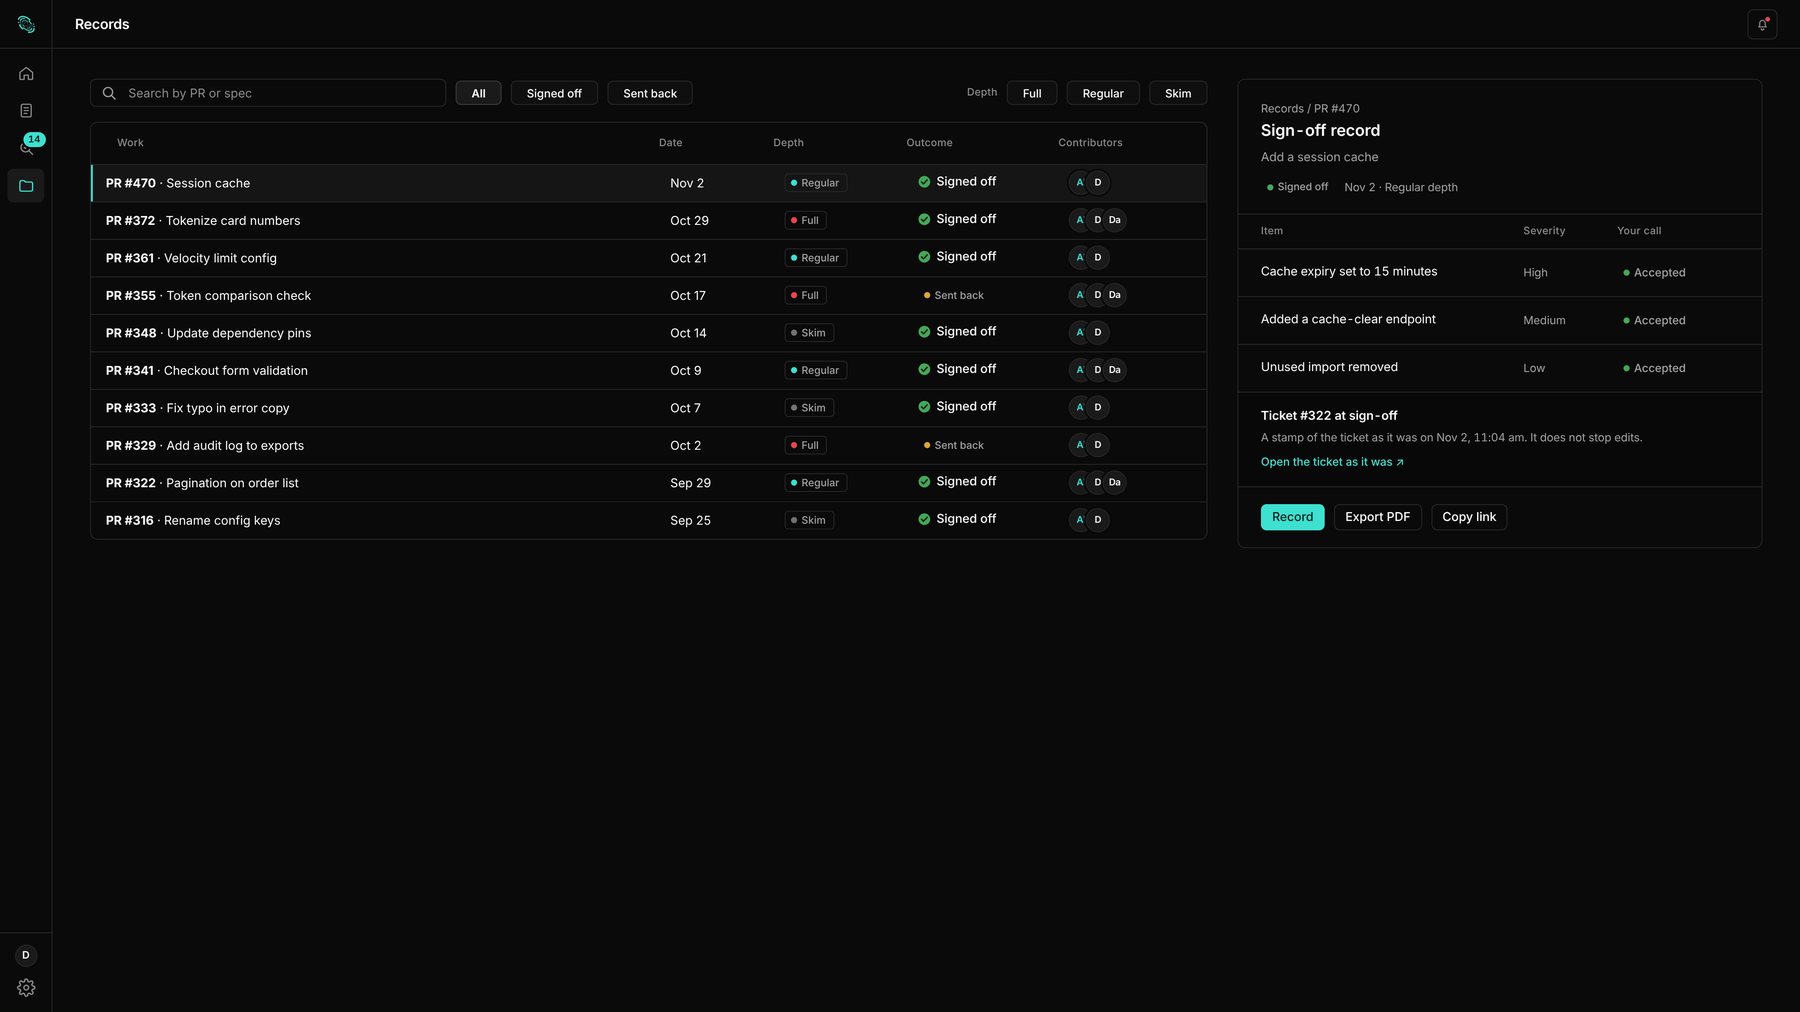 Records
Search by PR or spec
All
Signed off
Sent back
Depth
Full
Regular
Skim
14
Work Date Depth Outcome Contributors
PR #470 · Session cache Nov 2 Regular Signed off A D
PR #372 · Tokenize card numbers Oct 29 Full Signed off A D Da
PR #361 · Velocity limit config Oct 21 Regular Signed off A D
PR #355 · Token comparison check Oct 17 Full Sent back A D Da
PR #348 · Update dependency pins Oct 14 Skim Signed off A D
PR #341 · Checkout form validation Oct 9 Regular Signed off A D Da
PR #333 · Fix typo in error copy Oct 7 Skim Signed off A D
PR #329 · Add audit log to exports Oct 2 Full Sent back A D
PR #322 · Pagination on order list Sep 29 Regular Signed off A D Da
PR #316 · Rename config keys Sep 25 Skim Signed off A D
Records / PR #470
Sign-off record
Add a session cache
Signed off Nov 2 · Regular depth
Item Severity Your call
Cache expiry set to 15 minutes High Accepted
Added a cache-clear endpoint Medium Accepted
Unused import removed Low Accepted
Ticket #322 at sign-off
A stamp of the ticket as it was on Nov 2, 11:04 am. It does not stop edits.
Open the ticket as it was ↗
Record
Export PDF
Copy link
D